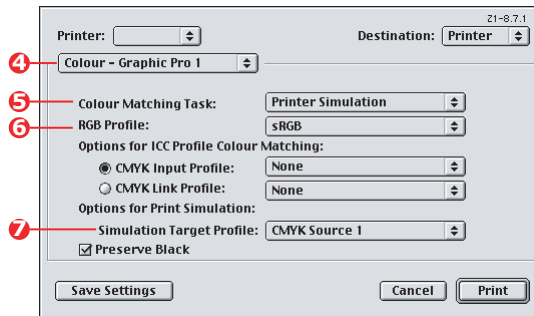 Z1-8.7.1
Printer: Destination: Printer
4 Colour - Graphic Pro 1
5 Colour Matching Task: Printer Simulation
6 RGB Profile: sRGB
Options for ICC Profile Colour Matching:
CMYK Input Profile: None
CMYK Link Profile: None
Options for Print Simulation:
7 Simulation Target Profile: CMYK Source 1
Preserve Black
Save Settings Cancel Print